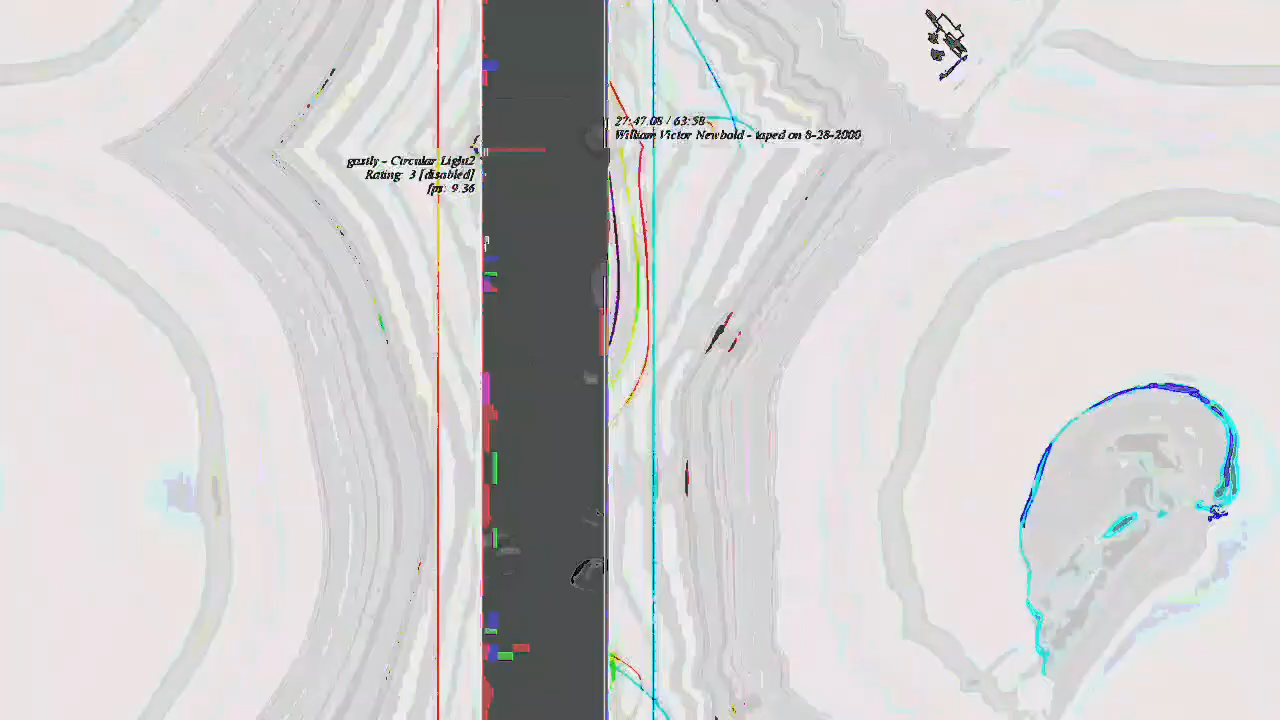 27:47.08 / 63:58
William Victor Newbold - taped on 8-28-2000
gastly - Circular Light2
Rating: 3 [disabled]
fps: 9.36